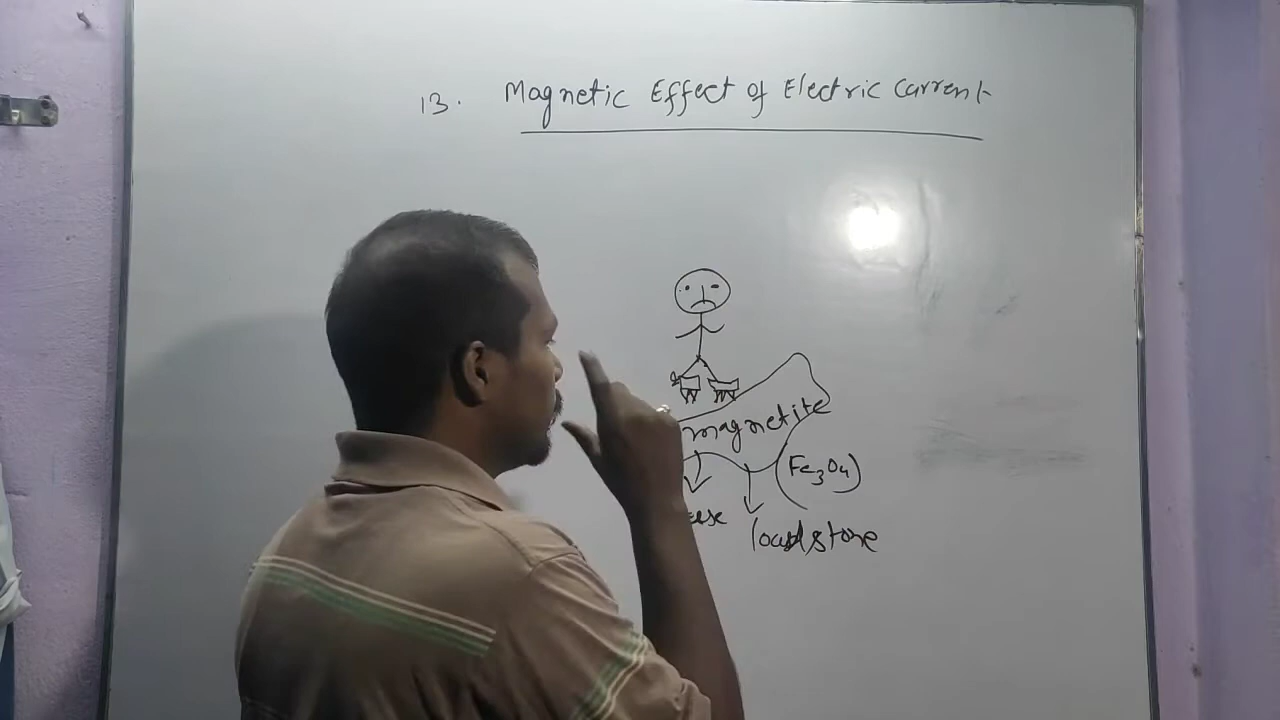 13. Magnetic Effect of Electric Current
magnetite
(Fe3O4)
loadstone